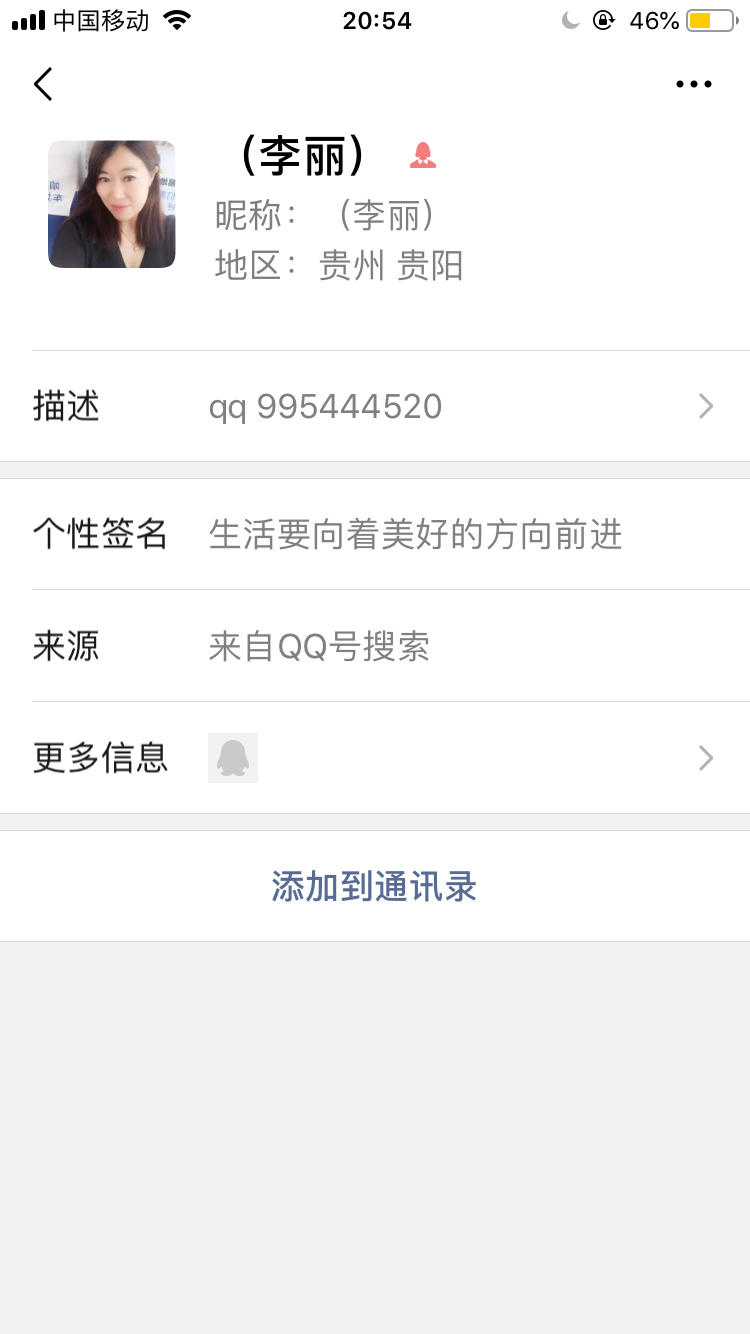 中国移动 20:54 46%
（李丽）
昵称： （李丽）
地区： 贵州 贵阳
描述 qq 995444520
个性签名 生活要向着美好的方向前进
来源 来自QQ号搜索
更多信息
添加到通讯录